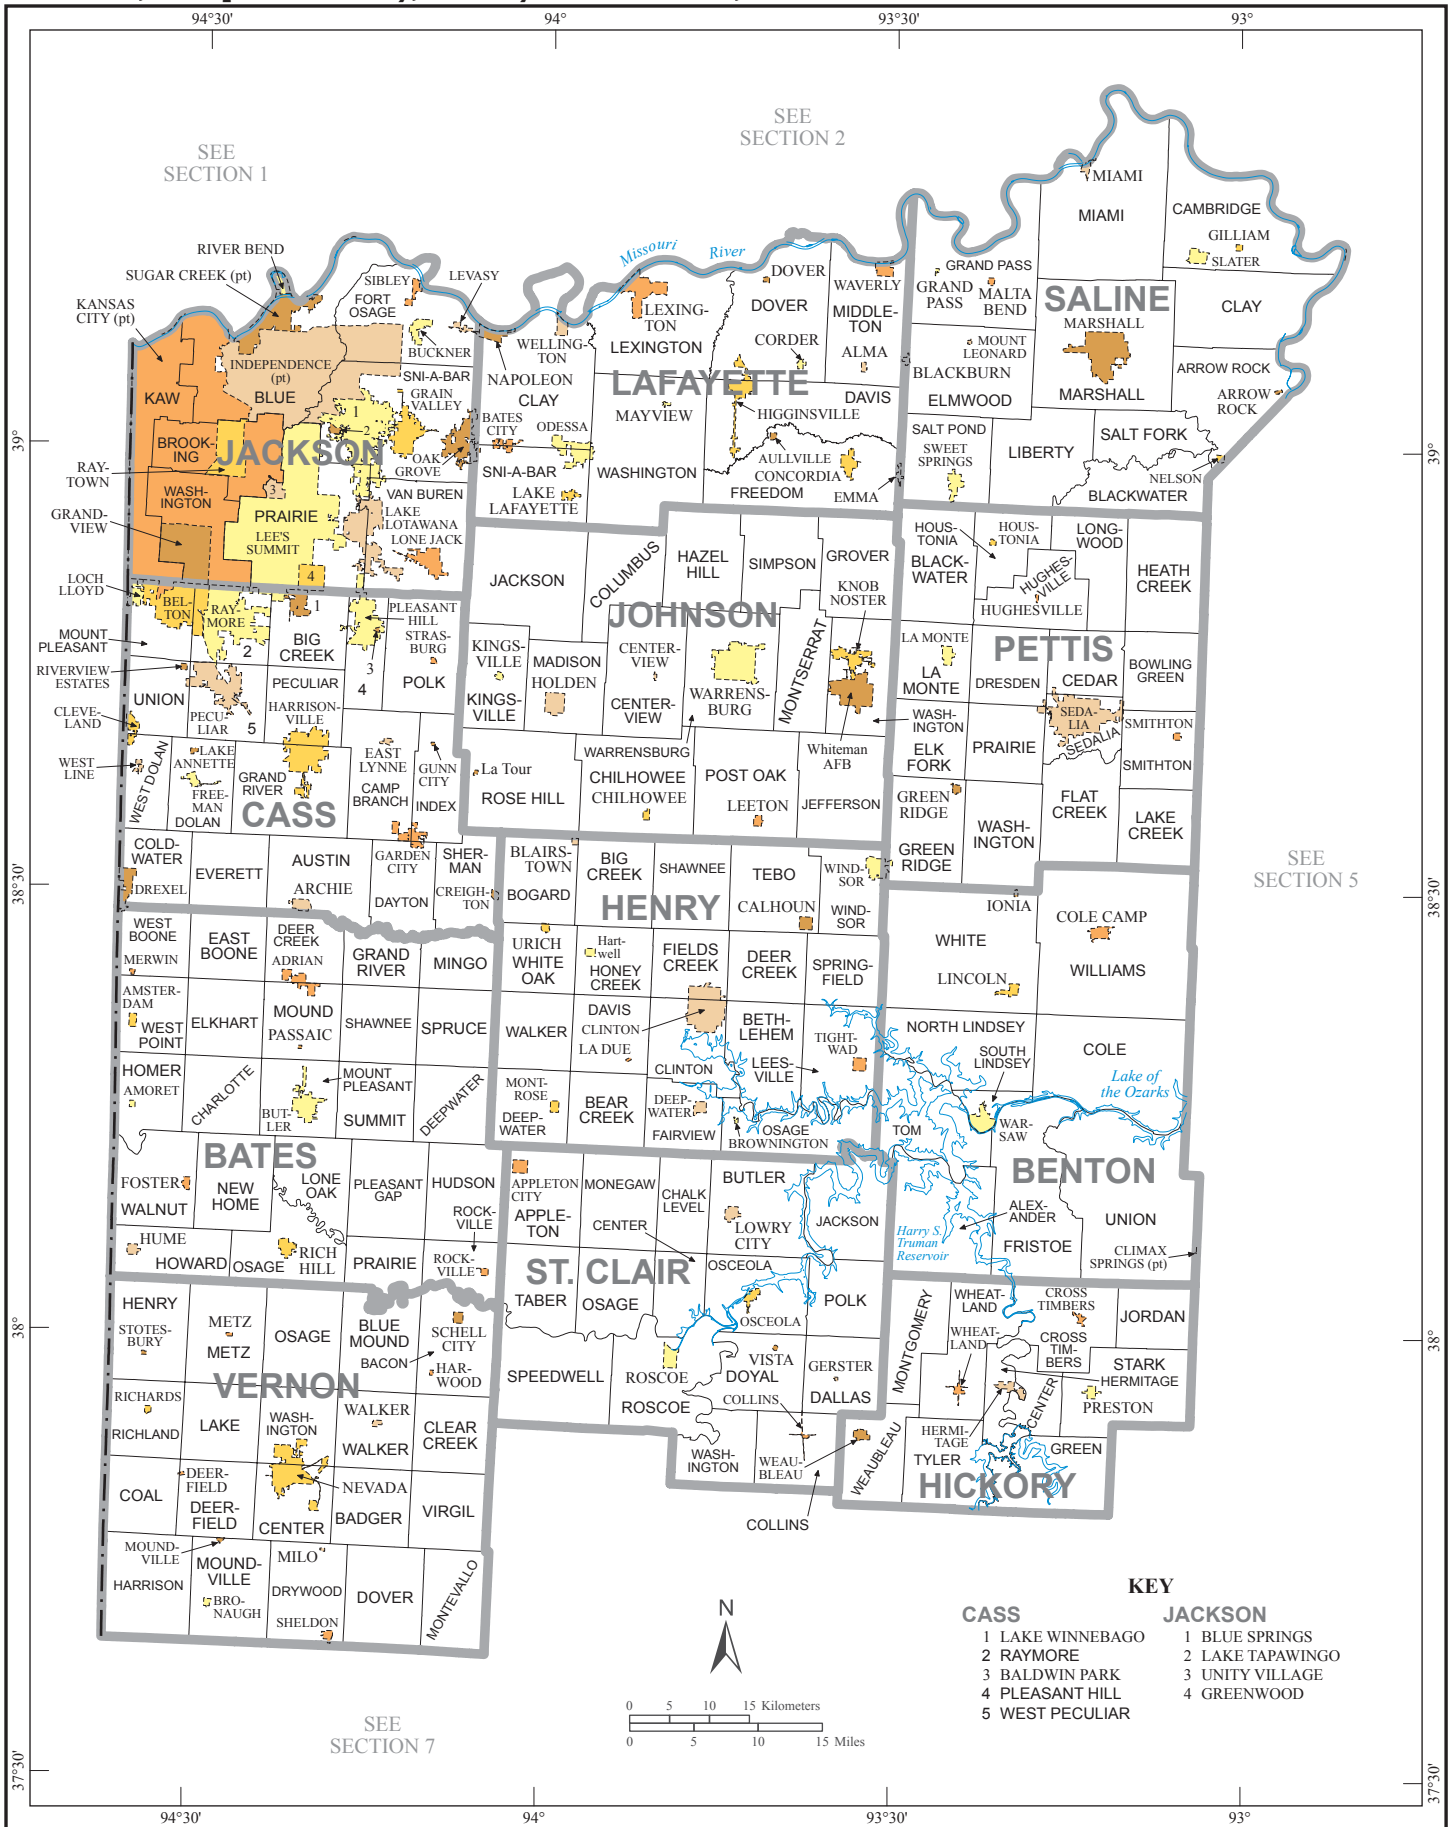 94°30'
94°
93°30'
93°
SEE
SECTION 1
SEE
SECTION 2
MIAMI
MIAMI
CAMBRIDGE
GILLIAM
SLATER
RIVER BEND
SUGAR CREEK (pt)
KANSAS
CITY (pt)
SIBLEY
FORT
OSAGE
LEVASY
BUCKNER
Missouri
River
DOVER
DOVER
WAVERLY
GRAND PASS
GRAND
PASS
MALTA
BEND
SALINE
CLAY
LEXING-
TON
LEXINGTON
WELLING-
TON
NAPOLEON
CLAY
CORDER
MIDDLE-
TON
ALMA
MOUNT
LEONARD
BLACKBURN
MARSHALL
MARSHALL
ELMWOOD
ARROW ROCK
ARROW
ROCK
INDEPENDENCE
(pt)
BLUE
KAW
SNI-A-BAR
GRAIN
VALLEY
1
2
LAFAYETTE
MAYVIEW
HIGGINSVILLE
DAVIS
BROOK-
ING
JACKSON
OAK
GROVE
BATES
CITY
ODESSA
SNI-A-BAR
LAKE
LAFAYETTE
WASHINGTON
AULLVILLE
CONCORDIA
FREEDOM
EMMA
SALT POND
SWEET
SPRINGS
LIBERTY
SALT FORK
NELSON
BLACKWATER
39°
39°
RAY-
TOWN
WASH-
INGTON
3
PRAIRIE
LEE'S
SUMMIT
VAN BUREN
LAKE
LOTAWANA
LONE JACK
GRAND-
VIEW
4
LOCH
LLOYD
BEL-
TON
RAY
MORE
1
2
BIG
CREEK
PLEASANT
HILL
STRAS-
BURG
3
4
POLK
MOUNT
PLEASANT
RIVERVIEW
ESTATES
UNION
PECU-
LIAR
5
PECULIAR
HARRISON-
VILLE
CLEVE-
LAND
WEST
LINE
WEST DOLAN
LAKE
ANNETTE
FREE-
MAN
DOLAN
GRAND
RIVER
CASS
EAST
LYNNE
CAMP
BRANCH
GUNN
CITY
INDEX
JACKSON
COLUMBUS
HAZEL
HILL
SIMPSON
GROVER
KNOB
NOSTER
JOHNSON
KINGS-
VILLE
KINGS-
VILLE
MADISON
HOLDEN
CENTER-
VIEW
CENTER-
VIEW
WARRENS-
BURG
MONTSERRAT
WASH-
INGTON
Whiteman
AFB
WARRENSBURG
La Tour
ROSE HILL
CHILHOWEE
CHILHOWEE
POST OAK
LEETON
JEFFERSON
HOUS-
TONIA
BLACK-
WATER
HOUS-
TONIA
LONG-
WOOD
HUGHES-
VILLE
HUGHESVILLE
HEATH
CREEK
LA MONTE
LA
MONTE
PETTIS
DRESDEN
CEDAR
BOWLING
GREEN
SEDA-
LIA
SEDALIA
SMITHTON
SMITHTON
ELK
FORK
PRAIRIE
GREEN
RIDGE
GREEN
RIDGE
WASH-
INGTON
FLAT
CREEK
LAKE
CREEK
SEE
SECTION 5
38°30'
38°30'
COLD-
WATER
DREXEL
EVERETT
AUSTIN
ARCHIE
GARDEN
CITY
DAYTON
SHER-
MAN
CREIGH-
TON
BLAIRS-
TOWN
BOGARD
BIG
CREEK
SHAWNEE
TEBO
WIND-
SOR
HENRY
CALHOUN
WIND-
SOR
IONIA
COLE CAMP
WHITE
LINCOLN
WILLIAMS
WEST
BOONE
MERWIN
EAST
BOONE
DEER
CREEK
ADRIAN
GRAND
RIVER
MINGO
URICH
WHITE
OAK
Hart-
well
HONEY
CREEK
FIELDS
CREEK
DEER
CREEK
SPRING-
FIELD
AMSTER-
DAM
WEST
POINT
ELKHART
MOUND
PASSAIC
SHAWNEE
SPRUCE
WALKER
DAVIS
CLINTON
LA DUE
CLINTON
BETH-
LEHEM
LEES-
VILLE
TIGHT-
WAD
NORTH LINDSEY
SOUTH
LINDSEY
COLE
Lake of
the Ozarks
HOMER
AMORET
CHARLOTTE
BUT-
LER
MOUNT
PLEASANT
SUMMIT
DEEPWATER
MONT-
ROSE
DEEP-
WATER
BEAR
CREEK
DEEP-
WATER
FAIRVIEW
BROWNINGTON
OSAGE
TOM
WAR-
SAW
BENTON
BATES
FOSTER
WALNUT
NEW
HOME
LONE
OAK
PLEASANT
GAP
HUDSON
ROCK-
VILLE
HUME
HOWARD
OSAGE
RICH
HILL
PRAIRIE
ROCK-
VILLE
APPLETON
CITY
APPLE-
TON
MONEGAW
CHALK
LEVEL
BUTLER
LOWRY
CITY
CENTER
JACKSON
Harry S.
Truman
Reservoir
ALEX-
ANDER
FRISTOE
UNION
CLIMAX
SPRINGS (pt)
ST. CLAIR
TABER
OSAGE
OSCEOLA
OSCEOLA
POLK
38°
38°
HENRY
STOTES-
BURY
METZ
METZ
OSAGE
BLUE
MOUND
BACON
SCHELL
CITY
HAR-
WOOD
VERNON
SPEEDWELL
ROSCOE
ROSCOE
VISTA
DOYAL
COLLINS
GERSTER
DALLAS
MONTGOMERY
WHEAT-
LAND
WHEAT-
LAND
CROSS
TIMBERS
CROSS
TIM-
BERS
JORDAN
STARK
HERMITAGE
PRESTON
RICHARDS
RICHLAND
LAKE
WASH-
INGTON
WALKER
WALKER
CLEAR
CREEK
WASH-
INGTON
WEAU-
BLEAU
WEAUBLEAU
HERMI-
TAGE
TYLER
CENTER
GREEN
HICKORY
COLLINS
COAL
DEER-
FIELD
DEER-
FIELD
CENTER
NEVADA
BADGER
VIRGIL
MOUND-
VILLE
HARRISON
MOUND-
VILLE
BRO-
NAUGH
MILO
DRYWOOD
SHELDON
DOVER
MONTEVALLO
N
0 5 10 15 Kilometers
0 5 10 15 Miles
KEY
CASS
1 LAKE WINNEBAGO
2 RAYMORE
3 BALDWIN PARK
4 PLEASANT HILL
5 WEST PECULIAR
JACKSON
1 BLUE SPRINGS
2 LAKE TAPAWINGO
3 UNITY VILLAGE
4 GREENWOOD
SEE
SECTION 7
37°30'
37°30'
94°30'
94°
93°30'
93°